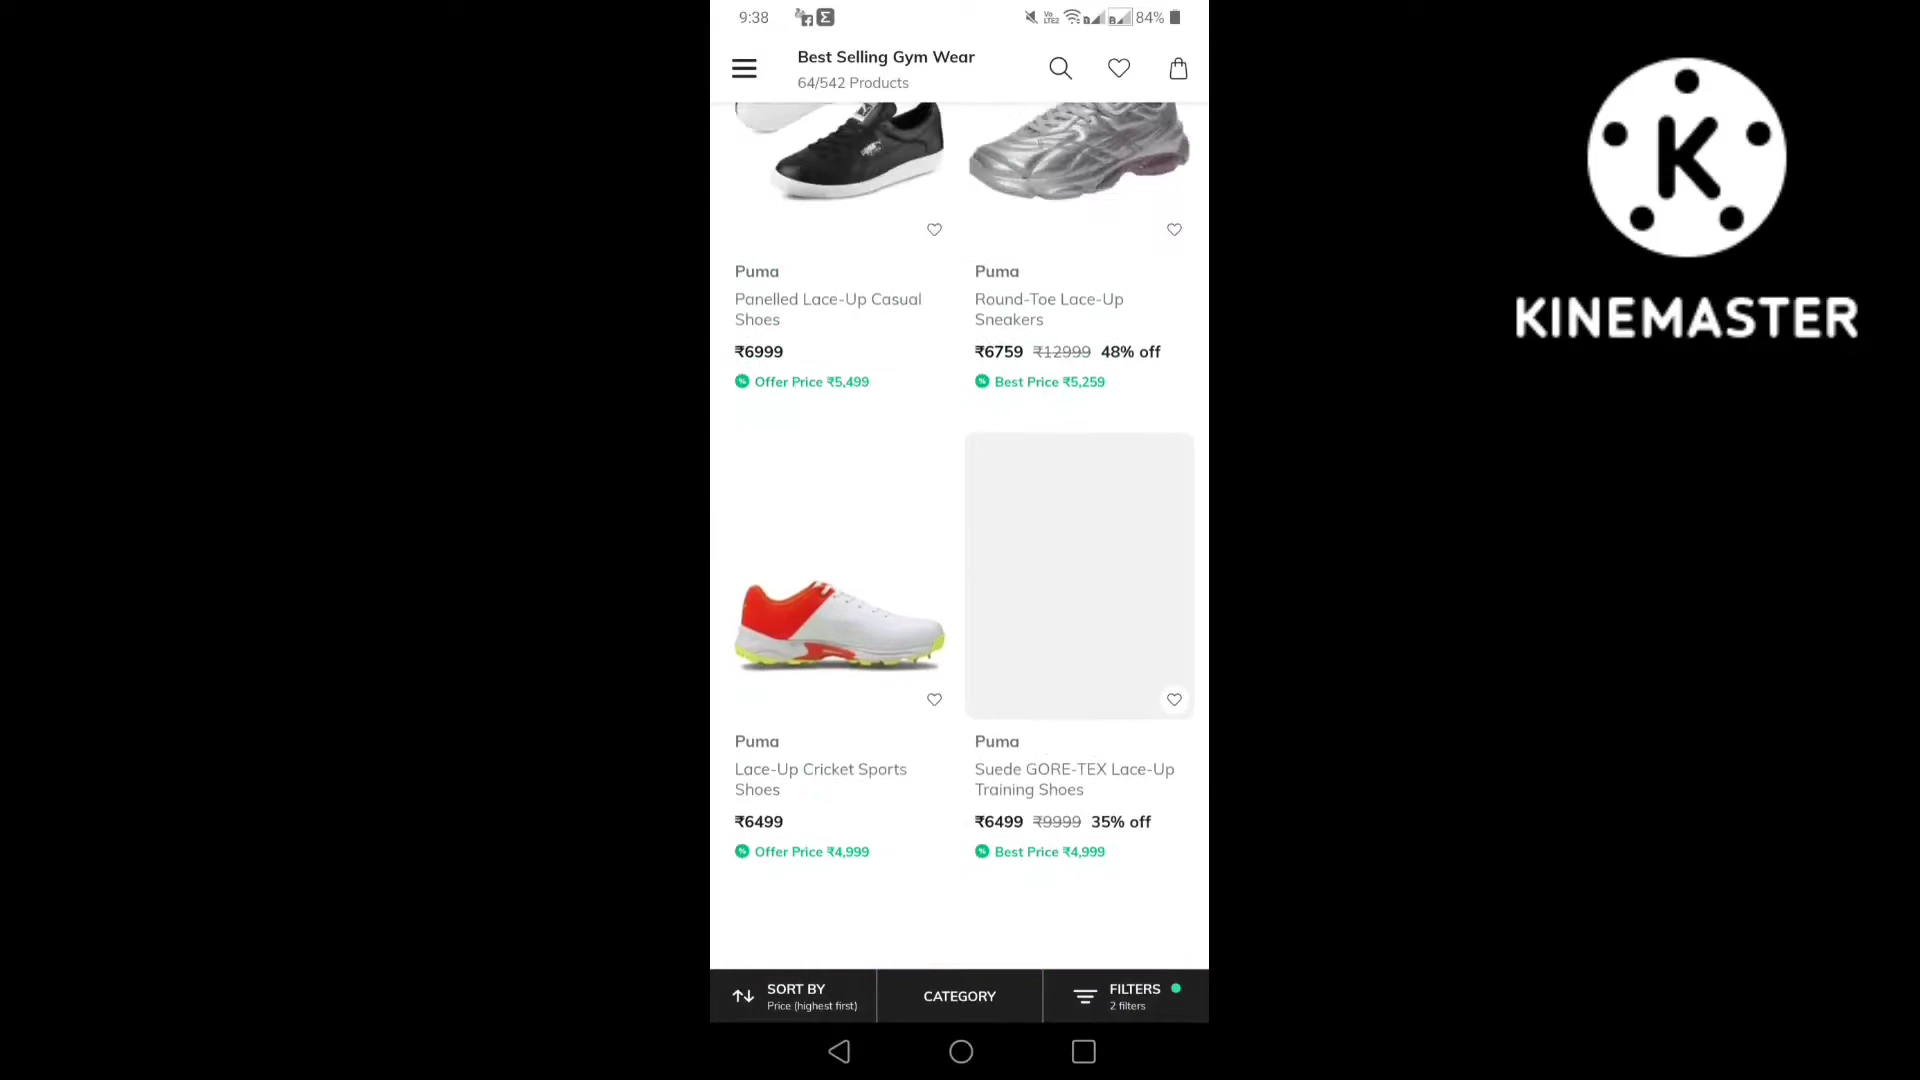 9:38
84%
Best Selling Gym Wear
64/542 Products
Puma
Panelled Lace-Up Casual
Shoes
₹6999
Offer Price ₹5,499
Puma
Round-Toe Lace-Up
Sneakers
₹6759 ₹12999 48% off
Best Price ₹5,259
Puma
Lace-Up Cricket Sports
Shoes
₹6499
Offer Price ₹4,999
Puma
Suede GORE-TEX Lace-Up
Training Shoes
₹6499 ₹9999 35% off
Best Price ₹4,999
SORT BY
Price (highest first)
CATEGORY
FILTERS
2 filters
K
KINEMASTER